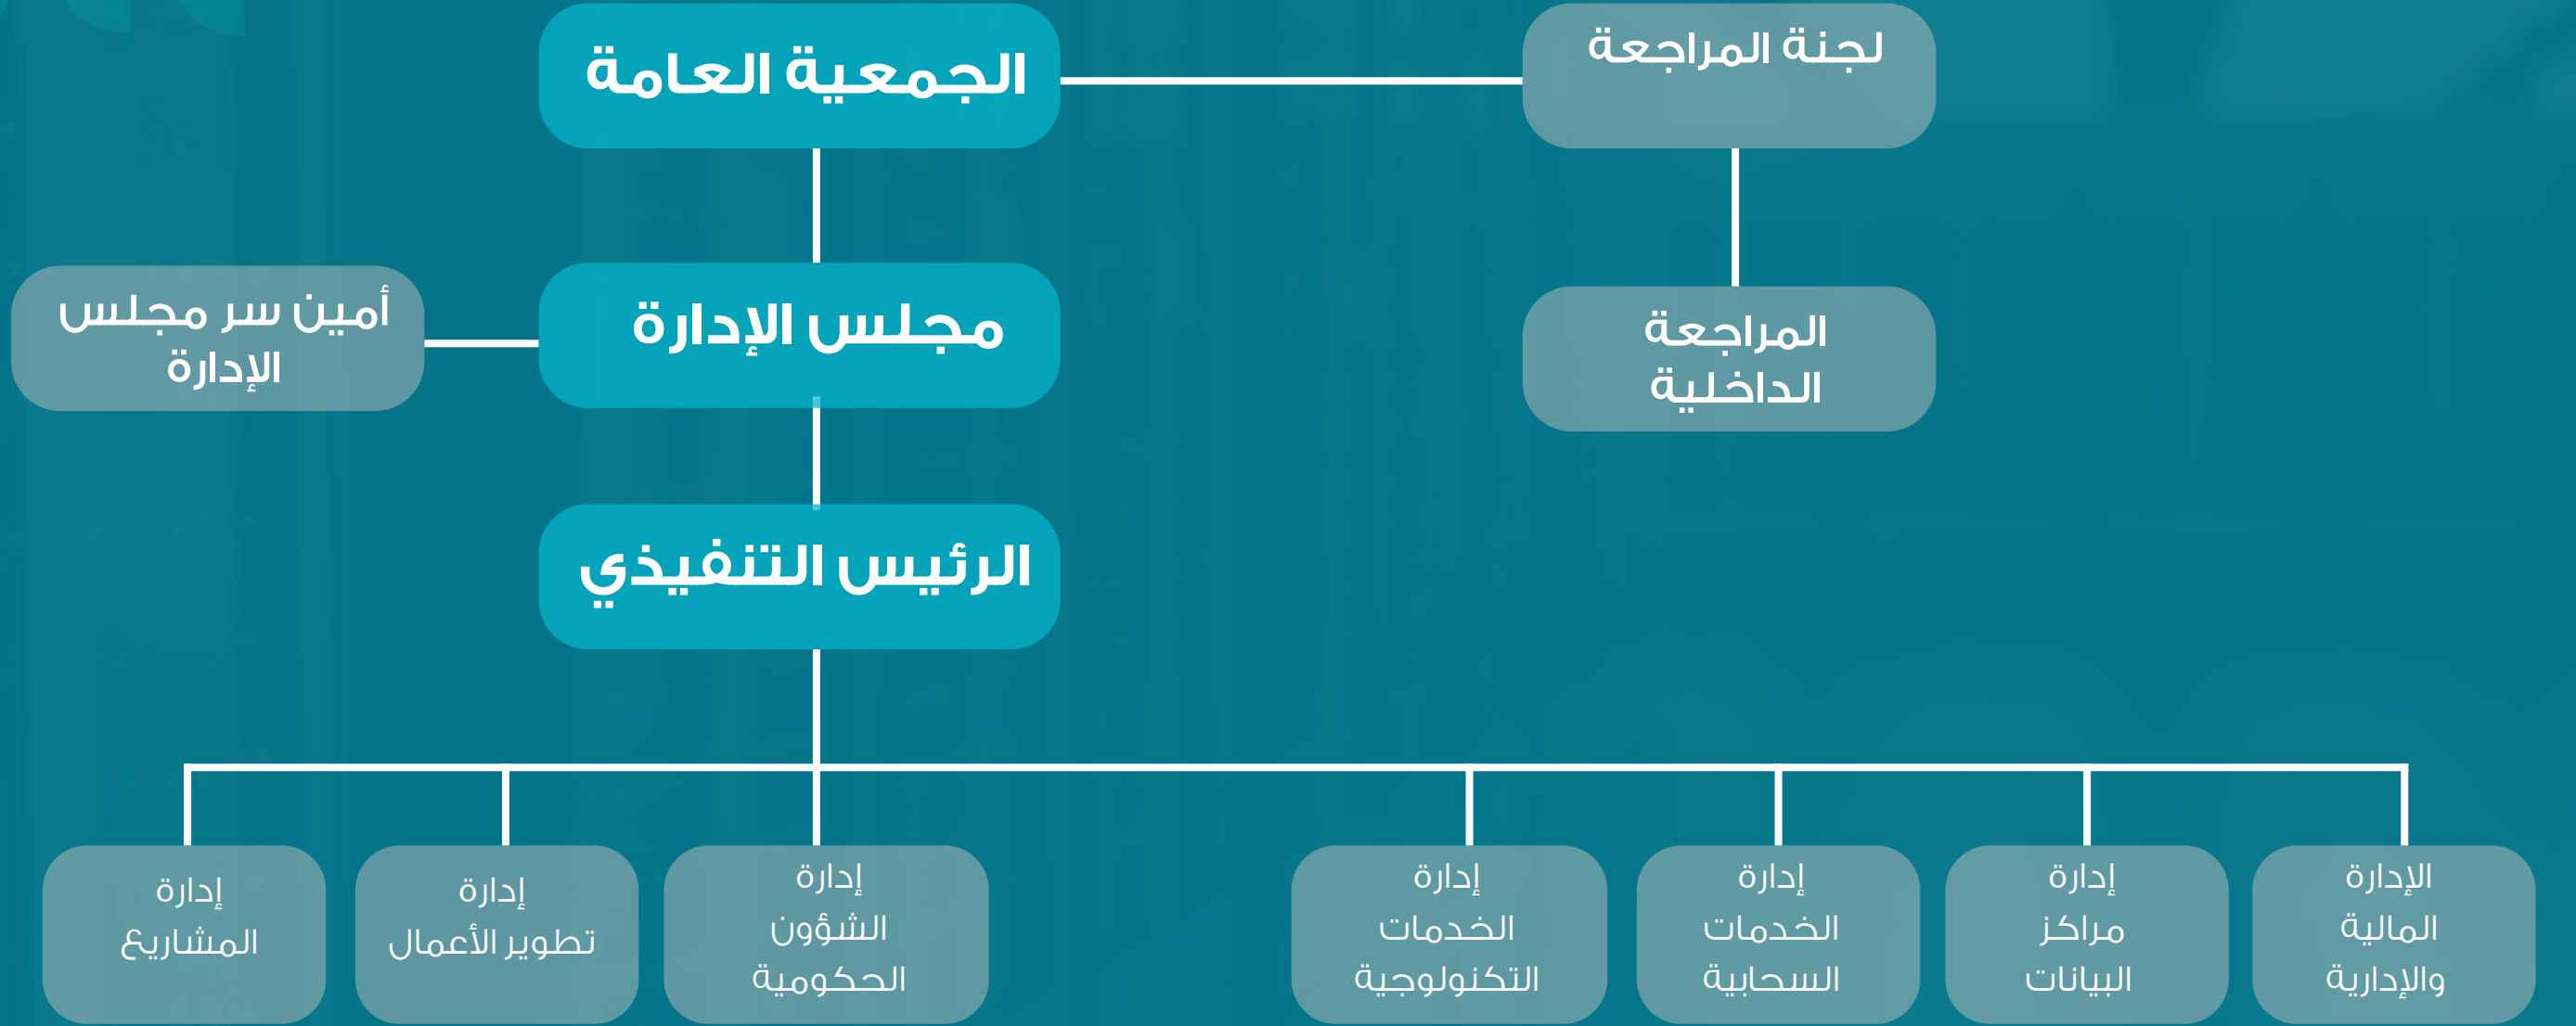 لجنة المراجعة
الجمعية العامة
المراجعة
الداخلية
مجلس الإدارة
أمين سر مجلس
الإدارة
الرئيس التنفيذي
الإدارة
المالية
والإدارية
إدارة
مراكز
البيانات
إدارة
الخدمات
السحابية
إدارة
الخدمات
التكنولوجية
إدارة
الشؤون
الحكومية
إدارة
تطوير الأعمال
إدارة
المشاريع